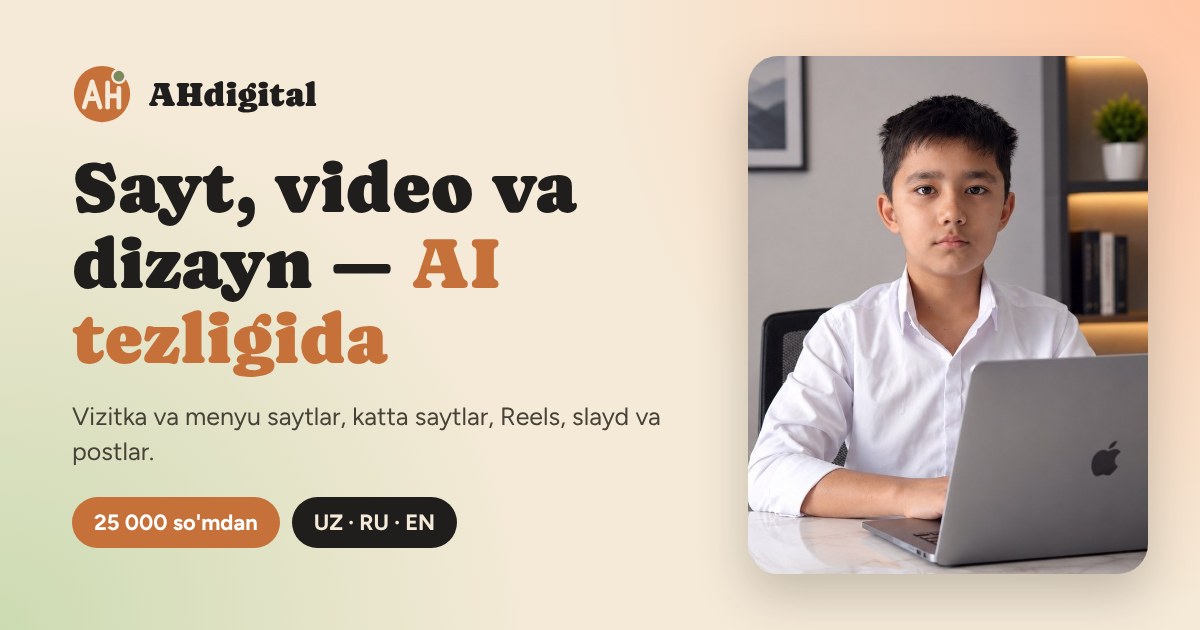 AH AHdigital
Sayt, video va
dizayn — AI
tezligida
Vizitka va menyu saytlar, katta saytlar, Reels, slayd va
postlar.
25 000 so'mdan
UZ · RU · EN